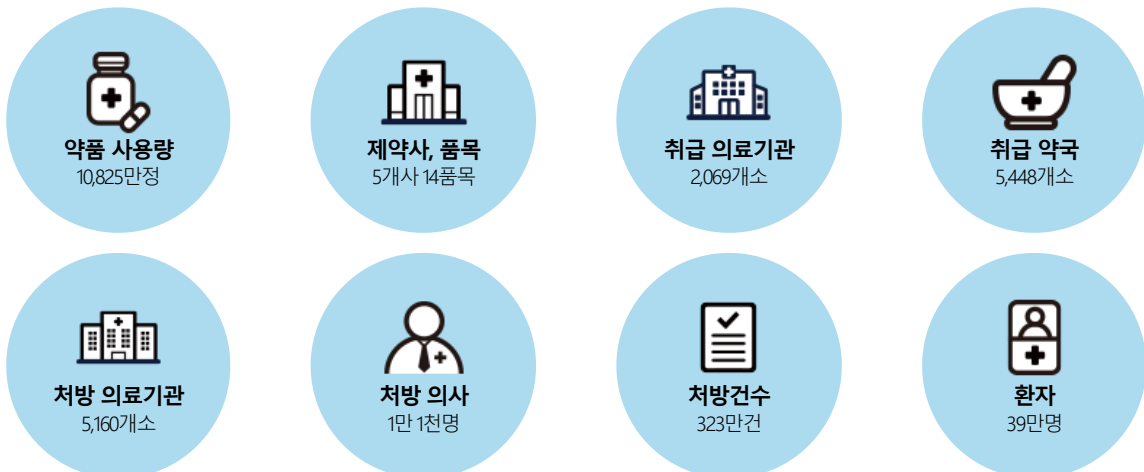 약품 사용량
10,825만정
제약사, 품목
5개사 14품목
취급 의료기관
2,069개소
취급 약국
5,448개소
처방 의료기관
5,160개소
처방 의사
1만 1천명
처방건수
323만건
환자
39만명